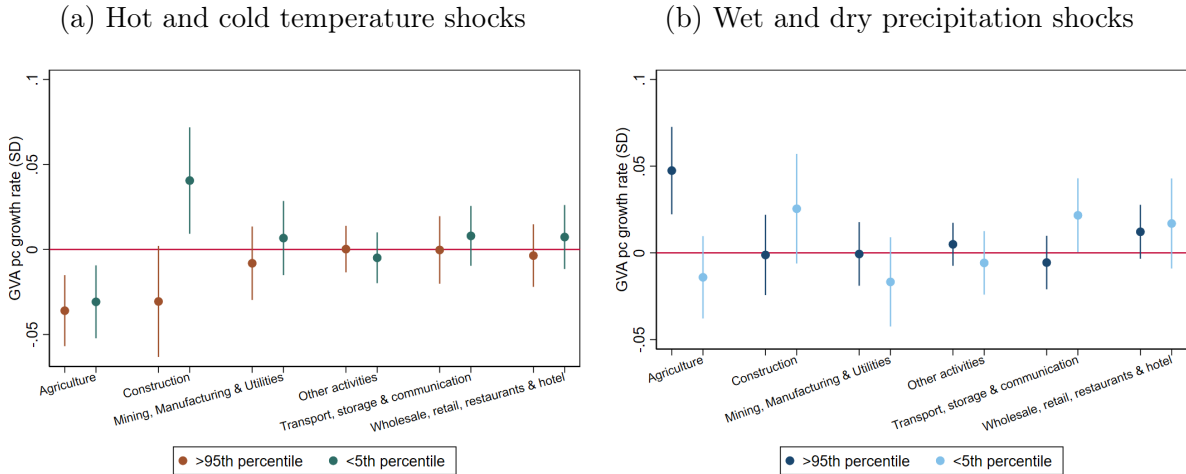 (a) Hot and cold temperature shocks
GVA pc growth rate (SD)
.1
.05
0
-.05
Agriculture
Construction
Mining, Manufacturing & Utilities
Other activities
Transport, storage & communication
Wholesale, retail, restaurants & hotel
>95th percentile
<5th percentile
(b) Wet and dry precipitation shocks
GVA pc growth rate (SD)
.1
.05
0
-.05
Agriculture
Construction
Mining, Manufacturing & Utilities
Other activities
Transport, storage & communication
Wholesale, retail, restaurants & hotel
>95th percentile
<5th percentile